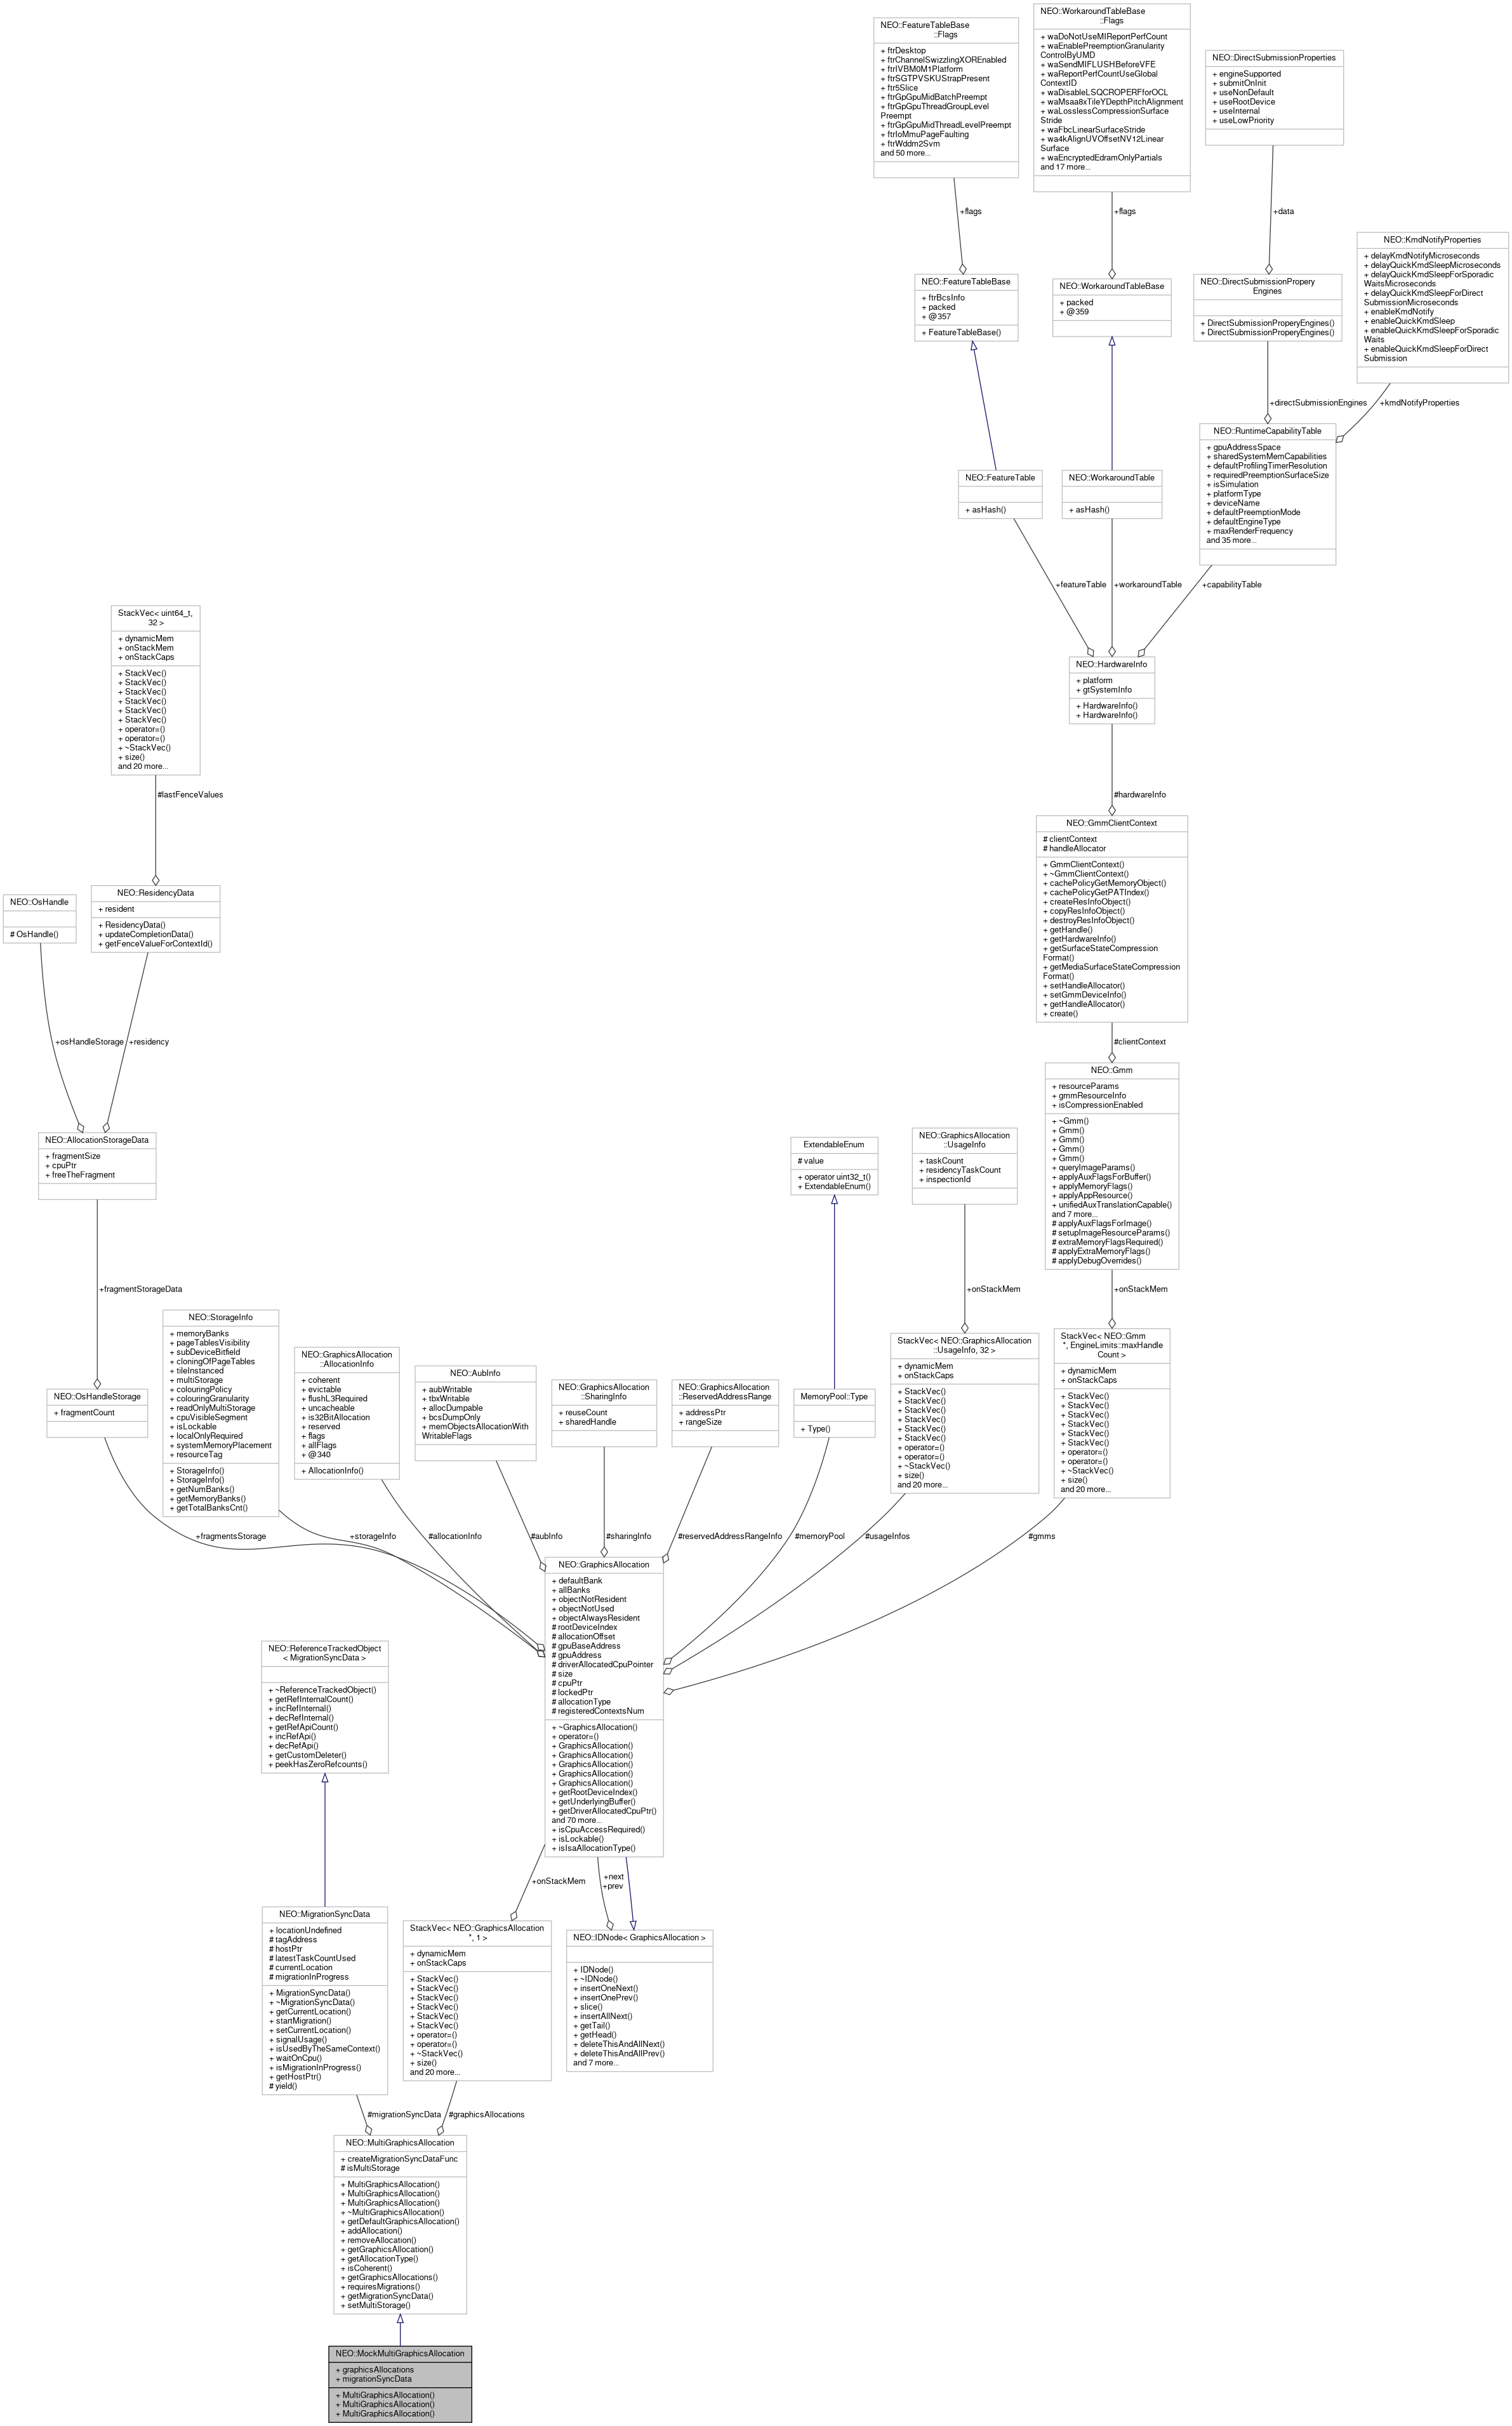 NEO::FeatureTableBase
::Flags
+ ftrDesktop
+ ftrChannelSwizzlingXOREnabled
+ ftrIVBM0M1Platform
+ ftrSGTPVSKUStrapPresent
+ ftr5Slice
+ ftrGpGpuMidBatchPreempt
+ ftrGpGpuThreadGroupLevel
Preempt
+ ftrGpGpuMidThreadLevelPreempt
+ ftrIoMmuPageFaulting
+ ftrWddm2Svm
and 50 more...
NEO::WorkaroundTableBase
::Flags
+ waDoNotUseMIReportPerfCount
+ waEnablePreemptionGranularity
ControlByUMD
+ waSendMIFLUSHBeforeVFE
+ waReportPerfCountUseGlobal
ContextID
+ waDisableLSQCROPERFforOCL
+ waMsaa8xTileYDepthPitchAlignment
+ waLosslessCompressionSurface
Stride
+ waFbcLinearSurfaceStride
+ wa4kAlignUVOffsetNV12Linear
Surface
+ waEncryptedEdramOnlyPartials
and 17 more...
NEO::DirectSubmissionProperties
+ engineSupported
+ submitOnInit
+ useNonDefault
+ useRootDevice
+ useInternal
+ useLowPriority
+flags
+flags
+data
NEO::KmdNotifyProperties
+ delayKmdNotifyMicroseconds
+ delayQuickKmdSleepMicroseconds
+ delayQuickKmdSleepForSporadic
WaitsMicroseconds
+ delayQuickKmdSleepForDirect
SubmissionMicroseconds
+ enableKmdNotify
+ enableQuickKmdSleep
+ enableQuickKmdSleepForSporadic
Waits
+ enableQuickKmdSleepForDirect
Submission
NEO::FeatureTableBase
+ ftrBcsInfo
+ packed
+ @357
+ FeatureTableBase()
NEO::WorkaroundTableBase
+ packed
+ @359
NEO::DirectSubmissionPropery
Engines
+ DirectSubmissionProperyEngines()
+ DirectSubmissionProperyEngines()
+directSubmissionEngines
+kmdNotifyProperties
NEO::FeatureTable
+ asHash()
NEO::WorkaroundTable
+ asHash()
NEO::RuntimeCapabilityTable
+ gpuAddressSpace
+ sharedSystemMemCapabilities
+ defaultProfilingTimerResolution
+ requiredPreemptionSurfaceSize
+ isSimulation
+ platformType
+ deviceName
+ defaultPreemptionMode
+ defaultEngineType
+ maxRenderFrequency
and 35 more...
+featureTable
+workaroundTable
+capabilityTable
StackVec< uint64_t,
32 >
+ dynamicMem
+ onStackMem
+ onStackCaps
+ StackVec()
+ StackVec()
+ StackVec()
+ StackVec()
+ StackVec()
+ StackVec()
+ operator=()
+ operator=()
+ ~StackVec()
+ size()
and 20 more...
NEO::HardwareInfo
+ platform
+ gtSystemInfo
+ HardwareInfo()
+ HardwareInfo()
#lastFenceValues
#hardwareInfo
NEO::GmmClientContext
# clientContext
# handleAllocator
+ GmmClientContext()
+ ~GmmClientContext()
+ cachePolicyGetMemoryObject()
+ cachePolicyGetPATIndex()
+ createResInfoObject()
+ copyResInfoObject()
+ destroyResInfoObject()
+ getHandle()
+ getHardwareInfo()
+ getSurfaceStateCompression
Format()
+ getMediaSurfaceStateCompression
Format()
+ setHandleAllocator()
+ setGmmDeviceInfo()
+ getHandleAllocator()
+ create()
NEO::OsHandle
# OsHandle()
NEO::ResidencyData
+ resident
+ ResidencyData()
+ updateCompletionData()
+ getFenceValueForContextId()
+osHandleStorage
+residency
#clientContext
NEO::AllocationStorageData
+ fragmentSize
+ cpuPtr
+ freeTheFragment
ExtendableEnum
# value
+ operator uint32_t()
+ ExtendableEnum()
NEO::GraphicsAllocation
::UsageInfo
+ taskCount
+ residencyTaskCount
+ inspectionId
NEO::Gmm
+ resourceParams
+ gmmResourceInfo
+ isCompressionEnabled
+ ~Gmm()
+ Gmm()
+ Gmm()
+ Gmm()
+ Gmm()
+ queryImageParams()
+ applyAuxFlagsForBuffer()
+ applyMemoryFlags()
+ applyAppResource()
+ unifiedAuxTranslationCapable()
and 7 more...
# applyAuxFlagsForImage()
# setupImageResourceParams()
# extraMemoryFlagsRequired()
# applyExtraMemoryFlags()
# applyDebugOverrides()
+fragmentStorageData
+onStackMem
+onStackMem
NEO::OsHandleStorage
+ fragmentCount
NEO::StorageInfo
+ memoryBanks
+ pageTablesVisibility
+ subDeviceBitfield
+ cloningOfPageTables
+ tileInstanced
+ multiStorage
+ colouringPolicy
+ colouringGranularity
+ readOnlyMultiStorage
+ cpuVisibleSegment
+ isLockable
+ localOnlyRequired
+ systemMemoryPlacement
+ resourceTag
+ StorageInfo()
+ StorageInfo()
+ getNumBanks()
+ getMemoryBanks()
+ getTotalBanksCnt()
NEO::GraphicsAllocation
::AllocationInfo
+ coherent
+ evictable
+ flushL3Required
+ uncacheable
+ is32BitAllocation
+ reserved
+ flags
+ allFlags
+ @340
+ AllocationInfo()
NEO::AubInfo
+ aubWritable
+ tbxWritable
+ allocDumpable
+ bcsDumpOnly
+ memObjectsAllocationWith
WritableFlags
NEO::GraphicsAllocation
::SharingInfo
+ reuseCount
+ sharedHandle
NEO::GraphicsAllocation
::ReservedAddressRange
+ addressPtr
+ rangeSize
MemoryPool::Type
+ Type()
StackVec< NEO::GraphicsAllocation
::UsageInfo, 32 >
+ dynamicMem
+ onStackCaps
+ StackVec()
+ StackVec()
+ StackVec()
+ StackVec()
+ StackVec()
+ StackVec()
+ operator=()
+ operator=()
+ ~StackVec()
+ size()
and 20 more...
StackVec< NEO::Gmm
*, EngineLimits::maxHandle
Count >
+ dynamicMem
+ onStackCaps
+ StackVec()
+ StackVec()
+ StackVec()
+ StackVec()
+ StackVec()
+ StackVec()
+ operator=()
+ operator=()
+ ~StackVec()
+ size()
and 20 more...
+fragmentsStorage
+storageInfo
#allocationInfo
#aubInfo
#sharingInfo
#reservedAddressRangeInfo
#memoryPool
#usageInfos
#gmms
NEO::GraphicsAllocation
+ defaultBank
+ allBanks
+ objectNotResident
+ objectNotUsed
+ objectAlwaysResident
# rootDeviceIndex
# allocationOffset
# gpuBaseAddress
# gpuAddress
# driverAllocatedCpuPointer
# size
# cpuPtr
# lockedPtr
# allocationType
# registeredContextsNum
+ ~GraphicsAllocation()
+ operator=()
+ GraphicsAllocation()
+ GraphicsAllocation()
+ GraphicsAllocation()
+ GraphicsAllocation()
+ GraphicsAllocation()
+ getRootDeviceIndex()
+ getUnderlyingBuffer()
+ getDriverAllocatedCpuPtr()
and 70 more...
+ isCpuAccessRequired()
+ isLockable()
+ isIsaAllocationType()
NEO::ReferenceTrackedObject
< MigrationSyncData >
+ ~ReferenceTrackedObject()
+ getRefInternalCount()
+ incRefInternal()
+ decRefInternal()
+ getRefApiCount()
+ incRefApi()
+ decRefApi()
+ getCustomDeleter()
+ peekHasZeroRefcounts()
+onStackMem
+next
+prev
NEO::MigrationSyncData
+ locationUndefined
# tagAddress
# hostPtr
# latestTaskCountUsed
# currentLocation
# migrationInProgress
+ MigrationSyncData()
+ ~MigrationSyncData()
+ getCurrentLocation()
+ startMigration()
+ setCurrentLocation()
+ signalUsage()
+ isUsedByTheSameContext()
+ waitOnCpu()
+ isMigrationInProgress()
+ getHostPtr()
# yield()
StackVec< NEO::GraphicsAllocation
*, 1 >
+ dynamicMem
+ onStackCaps
+ StackVec()
+ StackVec()
+ StackVec()
+ StackVec()
+ StackVec()
+ StackVec()
+ operator=()
+ operator=()
+ ~StackVec()
+ size()
and 20 more...
NEO::IDNode< GraphicsAllocation >
+ IDNode()
+ ~IDNode()
+ insertOneNext()
+ insertOnePrev()
+ slice()
+ insertAllNext()
+ getTail()
+ getHead()
+ deleteThisAndAllNext()
+ deleteThisAndAllPrev()
and 7 more...
#migrationSyncData
#graphicsAllocations
NEO::MultiGraphicsAllocation
+ createMigrationSyncDataFunc
# isMultiStorage
+ MultiGraphicsAllocation()
+ MultiGraphicsAllocation()
+ MultiGraphicsAllocation()
+ ~MultiGraphicsAllocation()
+ getDefaultGraphicsAllocation()
+ addAllocation()
+ removeAllocation()
+ getGraphicsAllocation()
+ getAllocationType()
+ isCoherent()
+ getGraphicsAllocations()
+ requiresMigrations()
+ getMigrationSyncData()
+ setMultiStorage()
NEO::MockMultiGraphicsAllocation
+ graphicsAllocations
+ migrationSyncData
+ MultiGraphicsAllocation()
+ MultiGraphicsAllocation()
+ MultiGraphicsAllocation()